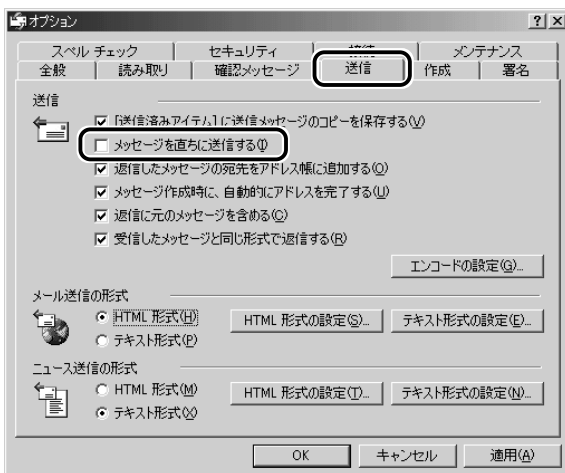 オプション
スペル チェック セキュリティ 接続 メンテナンス
全般 読み取り 確認メッセージ 送信 作成 署名
送信
[送信済みアイテム]に送信メッセージのコピーを保存する(V)
メッセージを直ちに送信する(I)
返信したメッセージの宛先をアドレス帳に追加する(O)
メッセージ作成時に、自動的にアドレスを完了する(U)
返信に元のメッセージを含める(C)
受信したメッセージと同じ形式で返信する(R)
エンコードの設定(G)...
メール送信の形式
HTML 形式(H) HTML 形式の設定(S)... テキスト形式の設定(E)...
テキスト形式(P)
ニュース送信の形式
HTML 形式(M) HTML 形式の設定(T)... テキスト形式の設定(N)...
テキスト形式(X)
OK キャンセル 適用(A)